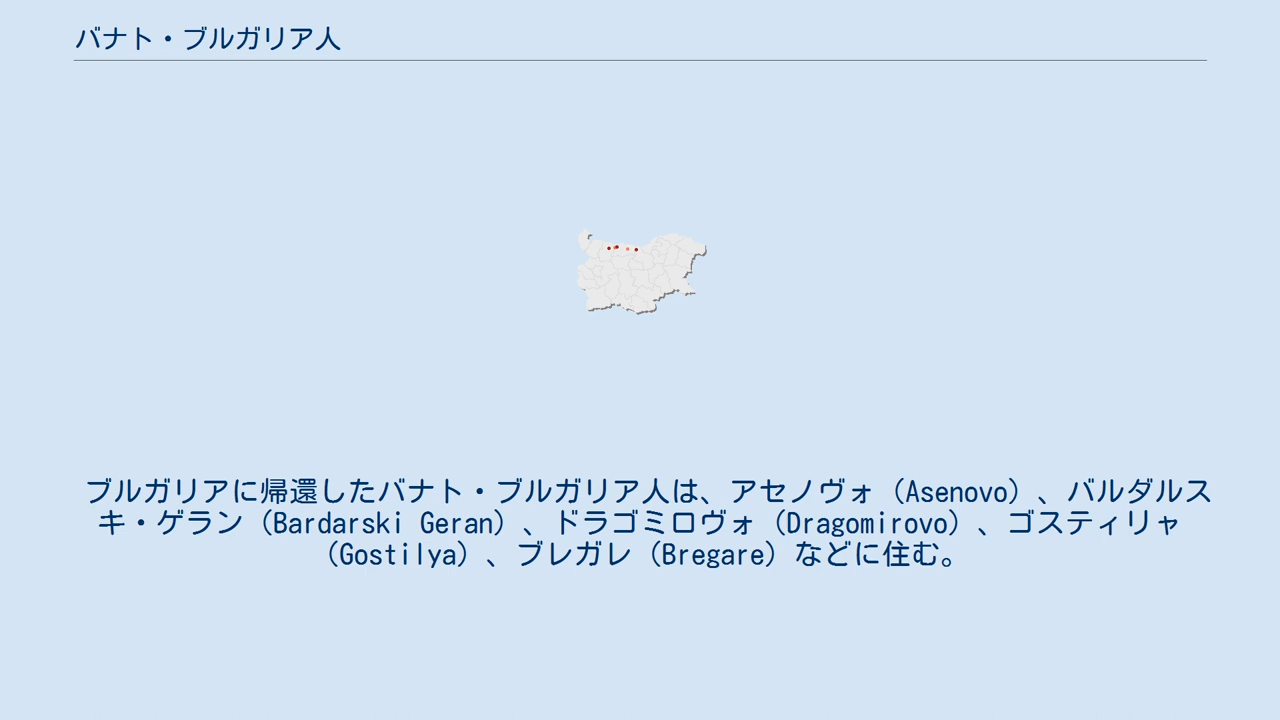 バナト・ブルガリア人
ブルガリアに帰還したバナト・ブルガリア人は、アセノヴォ（Asenovo）、バルダルス
キ・ゲラン（Bardarski Geran）、ドラゴミロヴォ（Dragomirovo）、ゴスティリャ
（Gostilya）、ブレガレ（Bregare）などに住む。